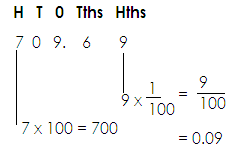 H T O Tths Hths
7 0 9. 6 9
9 x 1/100 = 9/100
7 x 100 = 700
= 0.09